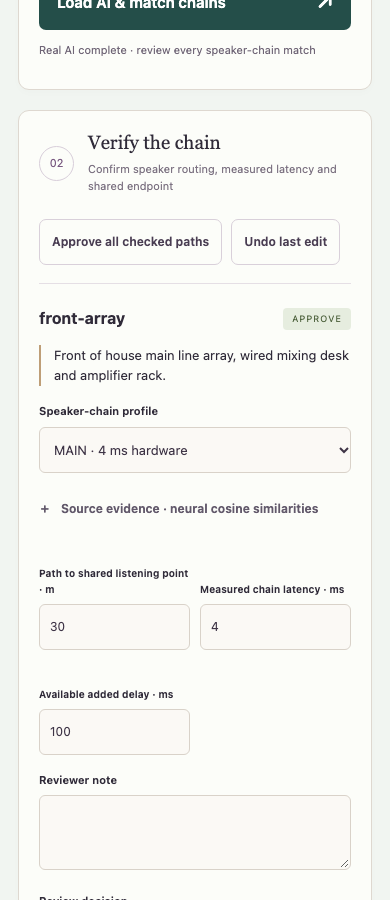 Load AI & match chains ↗
Real AI complete · review every speaker-chain match
02
Verify the chain
Confirm speaker routing, measured latency and
shared endpoint
Approve all checked paths
Undo last edit
front-array
APPROVE
Front of house main line array, wired mixing desk
and amplifier rack.
Speaker-chain profile
MAIN · 4 ms hardware
+ Source evidence · neural cosine similarities
Path to shared listening point
· m
Measured chain latency · ms
30
4
Available added delay · ms
100
Reviewer note
Review decision